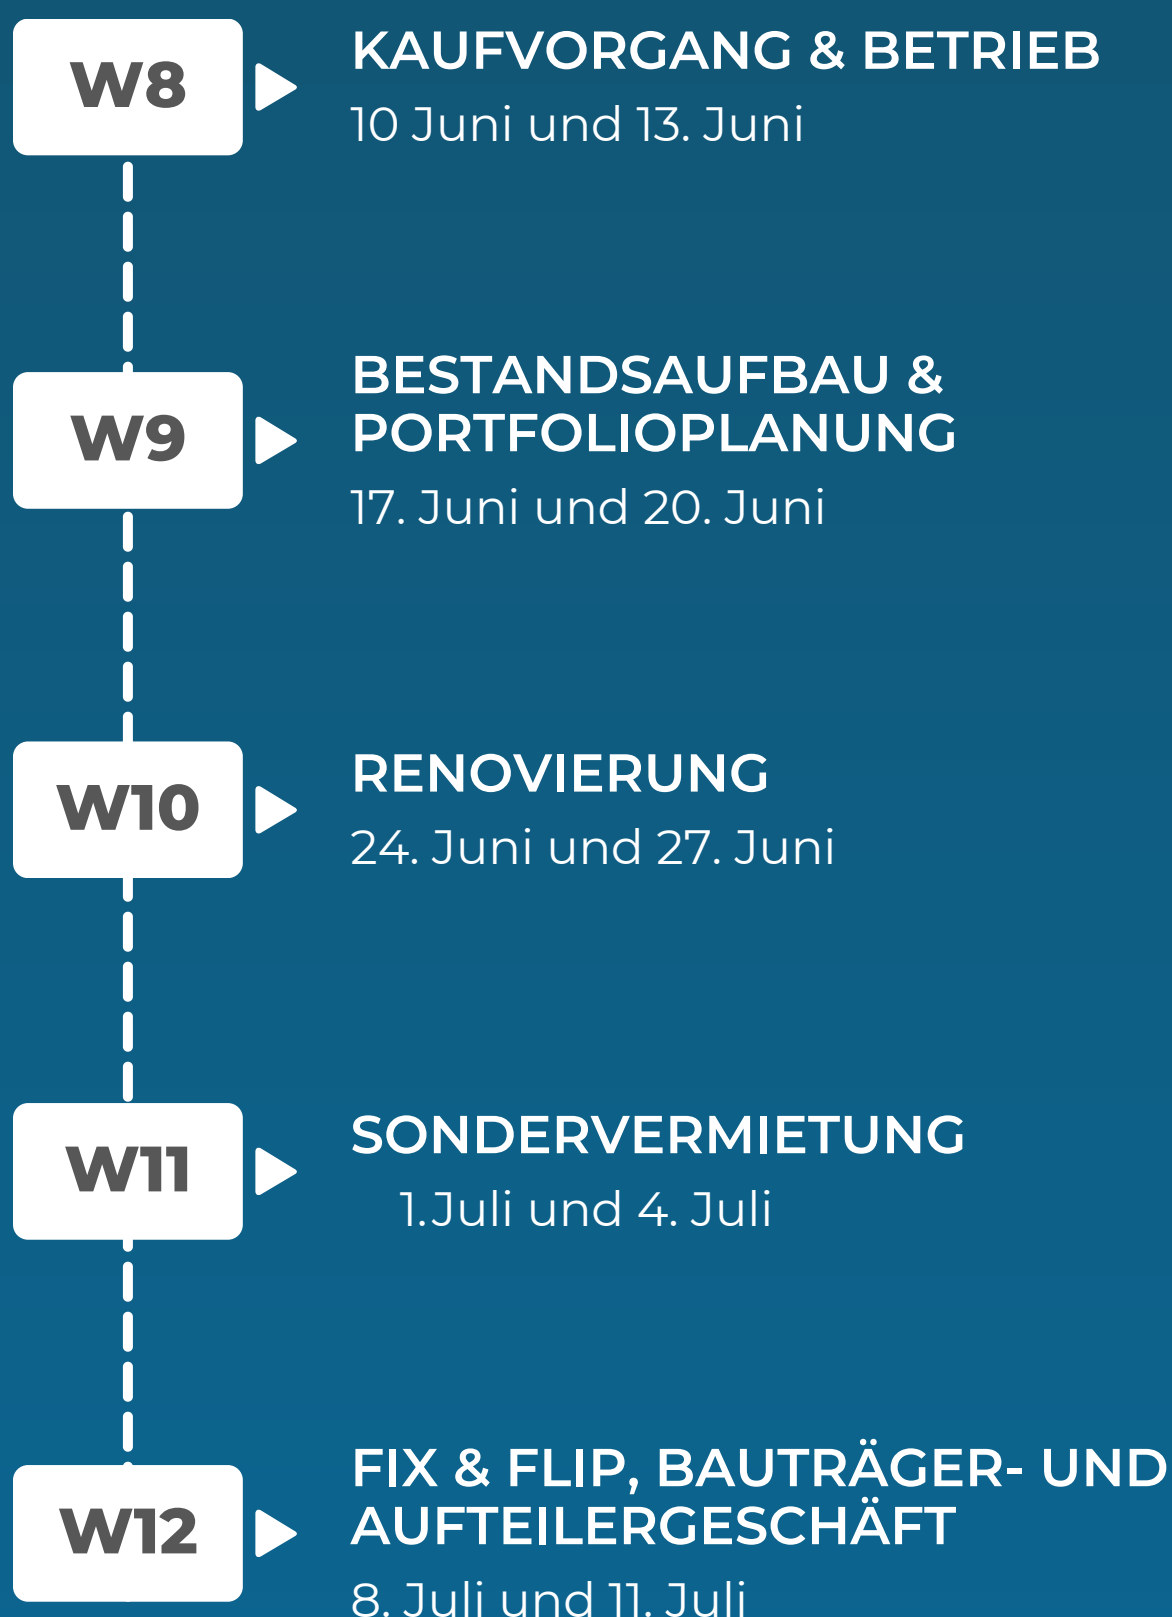 W8
KAUFVORGANG & BETRIEB
10 Juni und 13. Juni
W9
BESTANDSAUFBAU &
PORTFOLIOPLANUNG
17. Juni und 20. Juni
W10
RENOVIERUNG
24. Juni und 27. Juni
W11
SONDERVERMIETUNG
1.Juli und 4. Juli
W12
FIX & FLIP, BAUTRÄGER- UND
AUFTEILERGESCHÄFT
8. Juli und 11. Juli